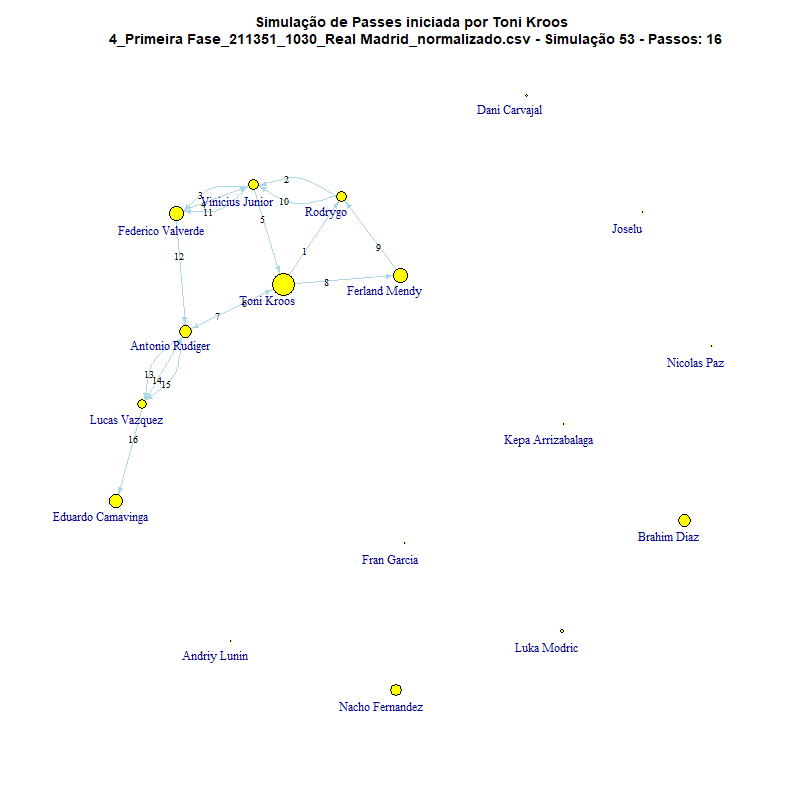 Simulação de Passes iniciada por Toni Kroos
4_Primeira Fase_211351_1030_Real Madrid_normalizado.csv - Simulação 53 - Passos: 16
Dani Carvajal
2
3
4
Vinicius Junior
10
11
Rodrygo
Joselu
5
Federico Valverde
1
9
12
8
Ferland Mendy
Toni Kroos
6
7
Antonio Rudiger
Nicolas Paz
13
14
15
Lucas Vazquez
16
Kepa Arrizabalaga
Eduardo Camavinga
Brahim Diaz
Fran Garcia
Luka Modric
Andriy Lunin
Nacho Fernandez